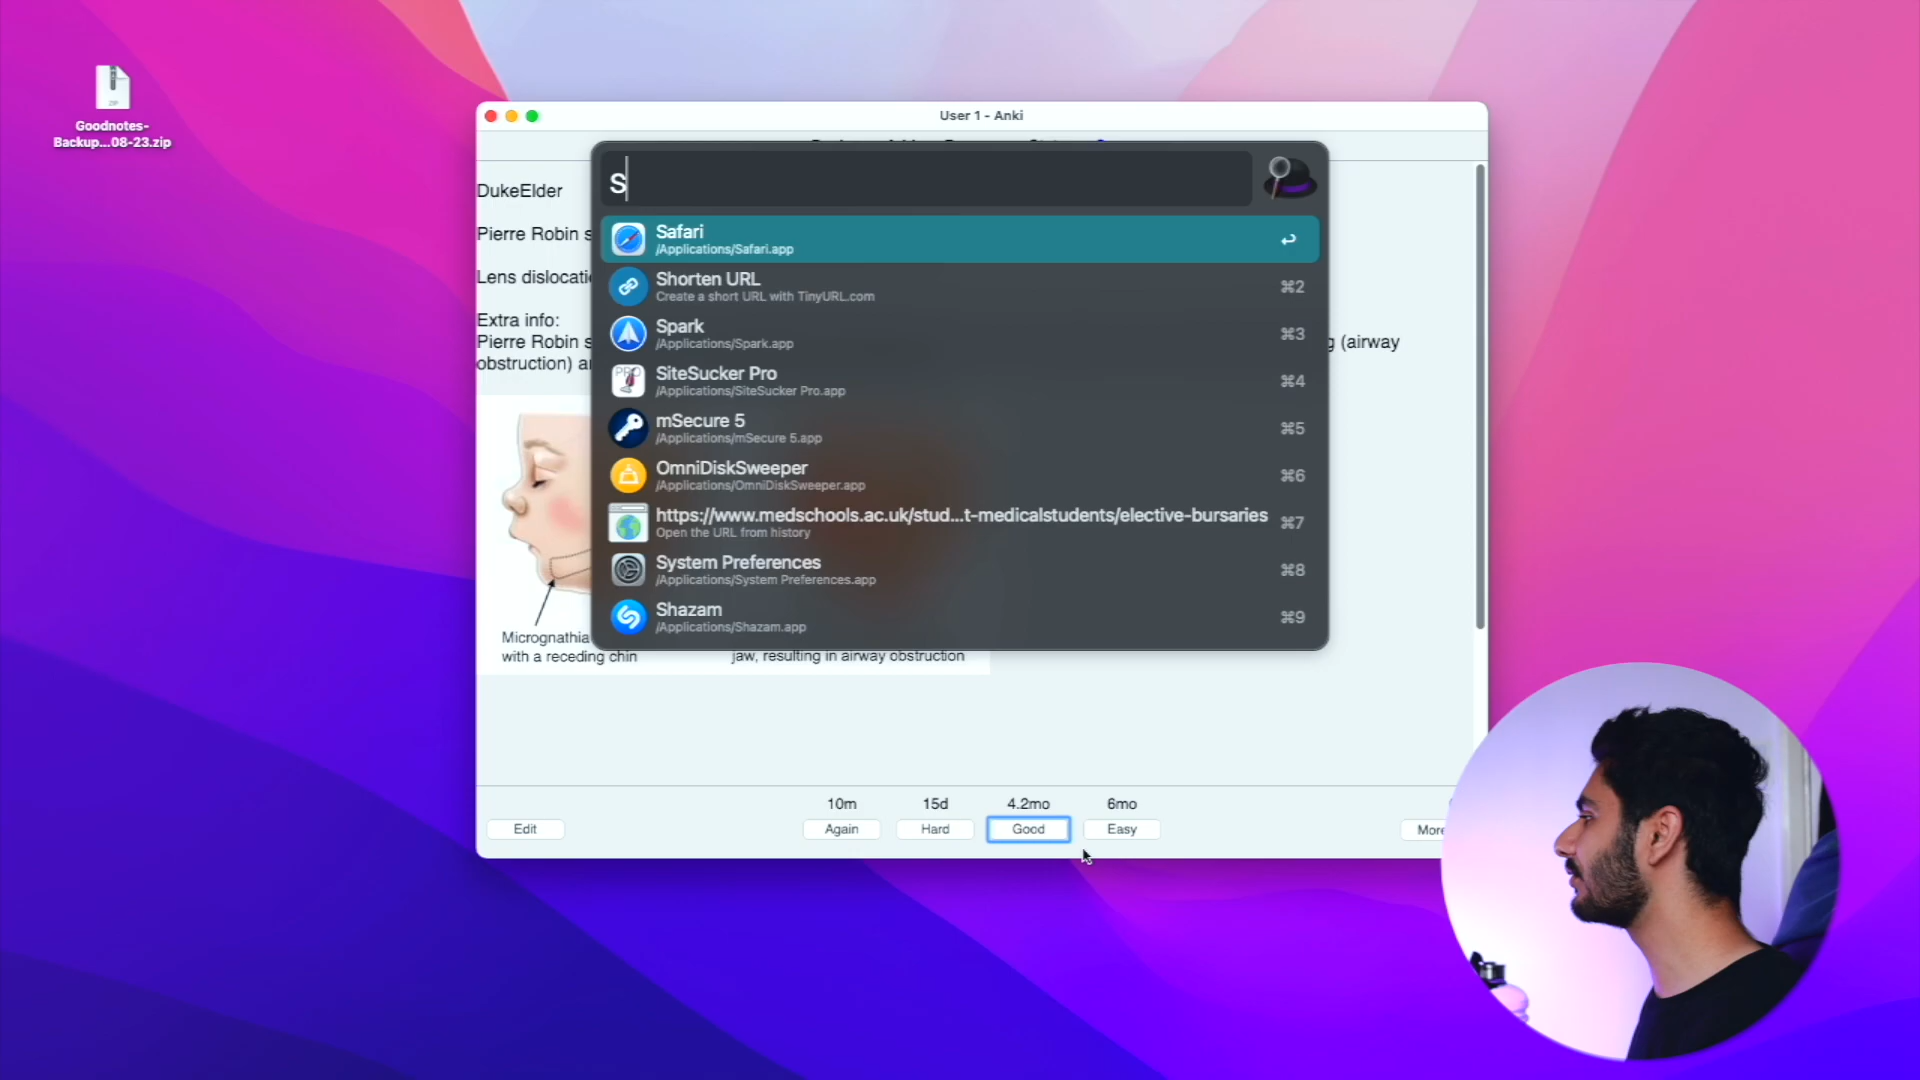 ZIP
Goodnotes-
Backup...08-23.zip
User 1 - Anki
DukeElder
Pierre Robin s
Lens dislocati
Extra info:
Pierre Robin s
g (airway
obstruction) a
S
Safari
/Applications/Safari.app
↩
Shorten URL
Create a short URL with TinyURL.com
⌘2
Spark
/Applications/Spark.app
⌘3
PRO
SiteSucker Pro
/Applications/SiteSucker Pro.app
⌘4
mSecure 5
/Applications/mSecure 5.app
⌘5
OmniDiskSweeper
/Applications/OmniDiskSweeper.app
⌘6
https://www.medschools.ac.uk/stud...t-medicalstudents/elective-bursaries
Open the URL from history
⌘7
System Preferences
/Applications/System Preferences.app
⌘8
Shazam
/Applications/Shazam.app
⌘9
Micrognathia
with a receding chin
jaw, resulting in airway obstruction
10m
15d
4.2mo
6mo
Edit
Again
Hard
Good
Easy
More